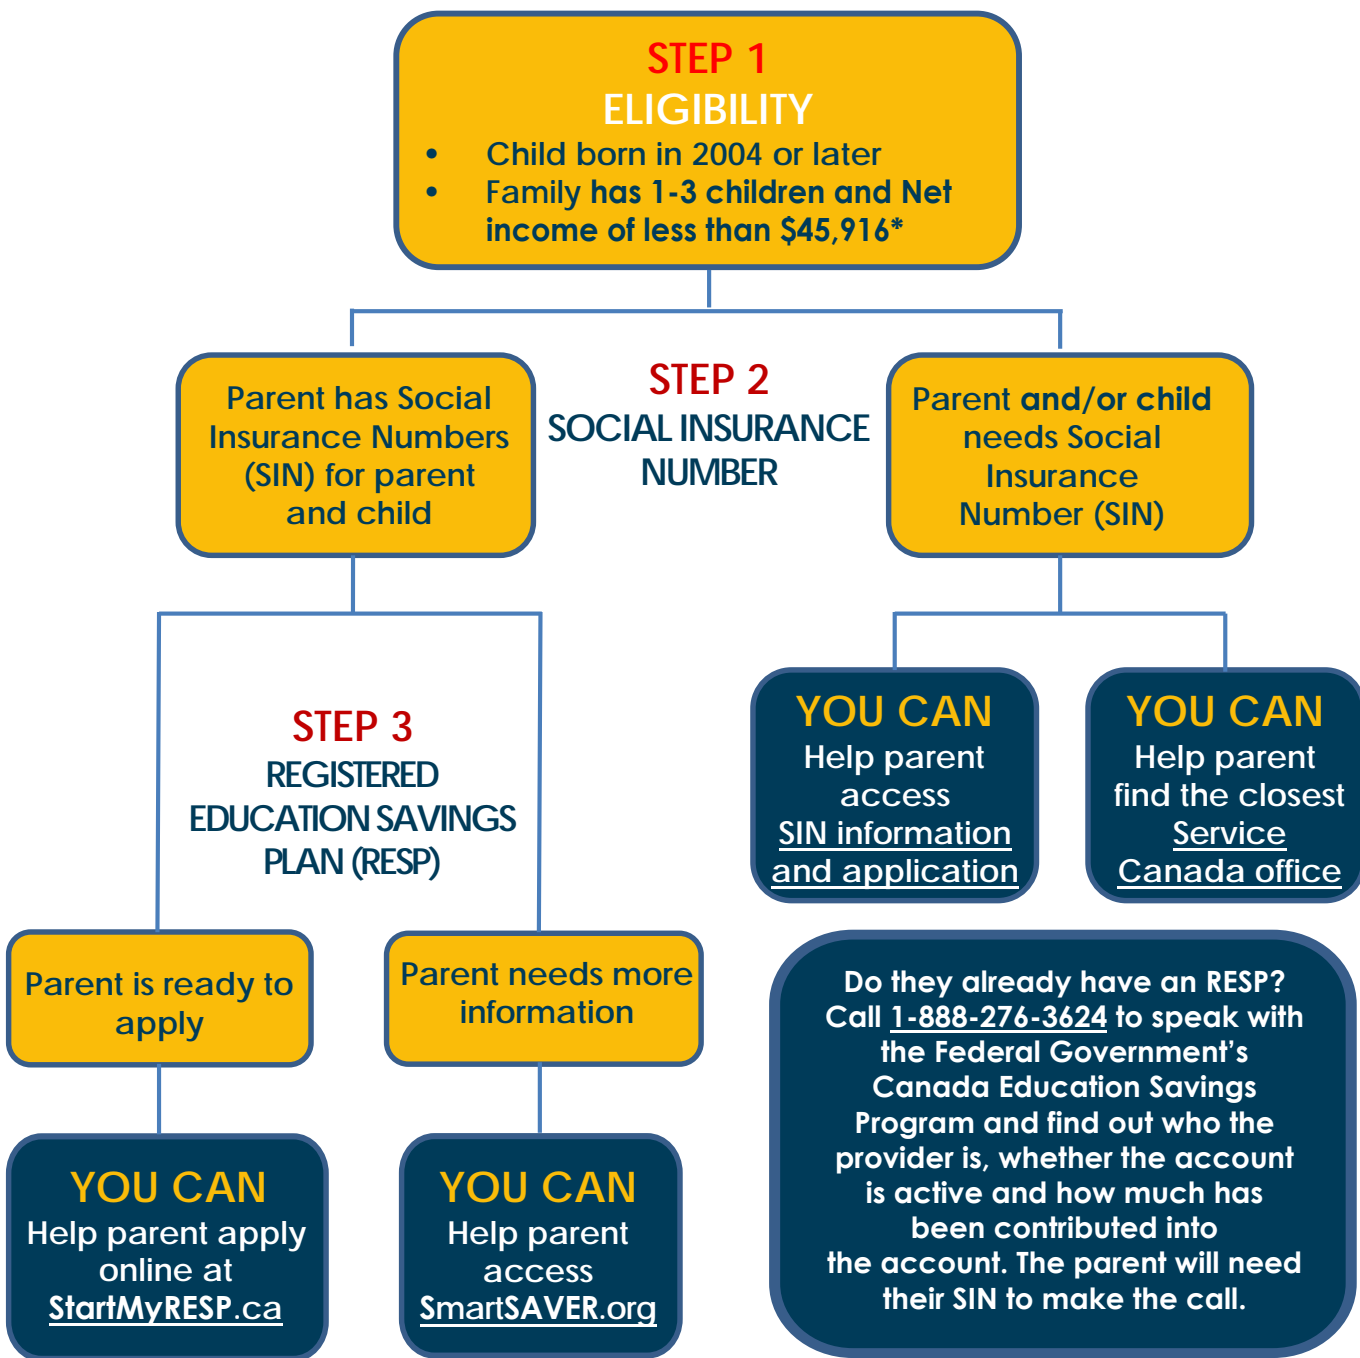 STEP 1
ELIGIBILITY
• Child born in 2004 or later
• Family has 1-3 children and Net
income of less than $45,916*
Parent has Social
Insurance Numbers
(SIN) for parent
and child
STEP 2
SOCIAL INSURANCE
NUMBER
Parent and/or child
needs Social
Insurance
Number (SIN)
STEP 3
REGISTERED
EDUCATION SAVINGS
PLAN (RESP)
YOU CAN
Help parent
access
SIN information
and application
YOU CAN
Help parent
find the closest
Service
Canada office
Parent is ready to
apply
Parent needs more
information
YOU CAN
Help parent apply
online at
StartMyRESP.ca
YOU CAN
Help parent
access
SmartSAVER.org
Do they already have an RESP?
Call 1-888-276-3624 to speak with
the Federal Government's
Canada Education Savings
Program and find out who the
provider is, whether the account
is active and how much has
been contributed into
the account. The parent will need
their SIN to make the call.